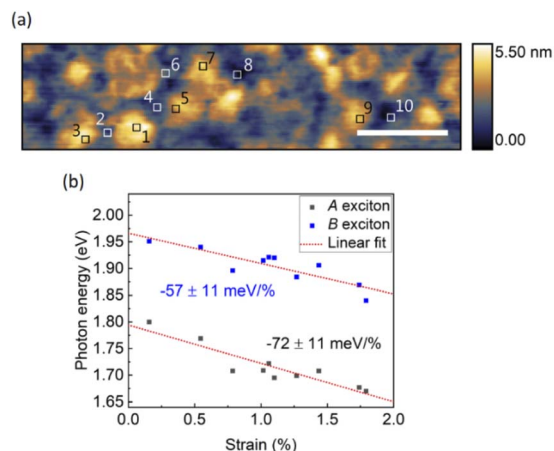 (a)
5.50 nm
0.00
1
2
3
4
5
6
7
8
9
10
(b)
Photon energy (eV)
2.00
1.95
1.90
1.85
1.80
1.75
1.70
1.65
A exciton
B exciton
Linear fit
-57 ± 11 meV/%
-72 ± 11 meV/%
0.0 0.5 1.0 1.5 2.0
Strain (%)